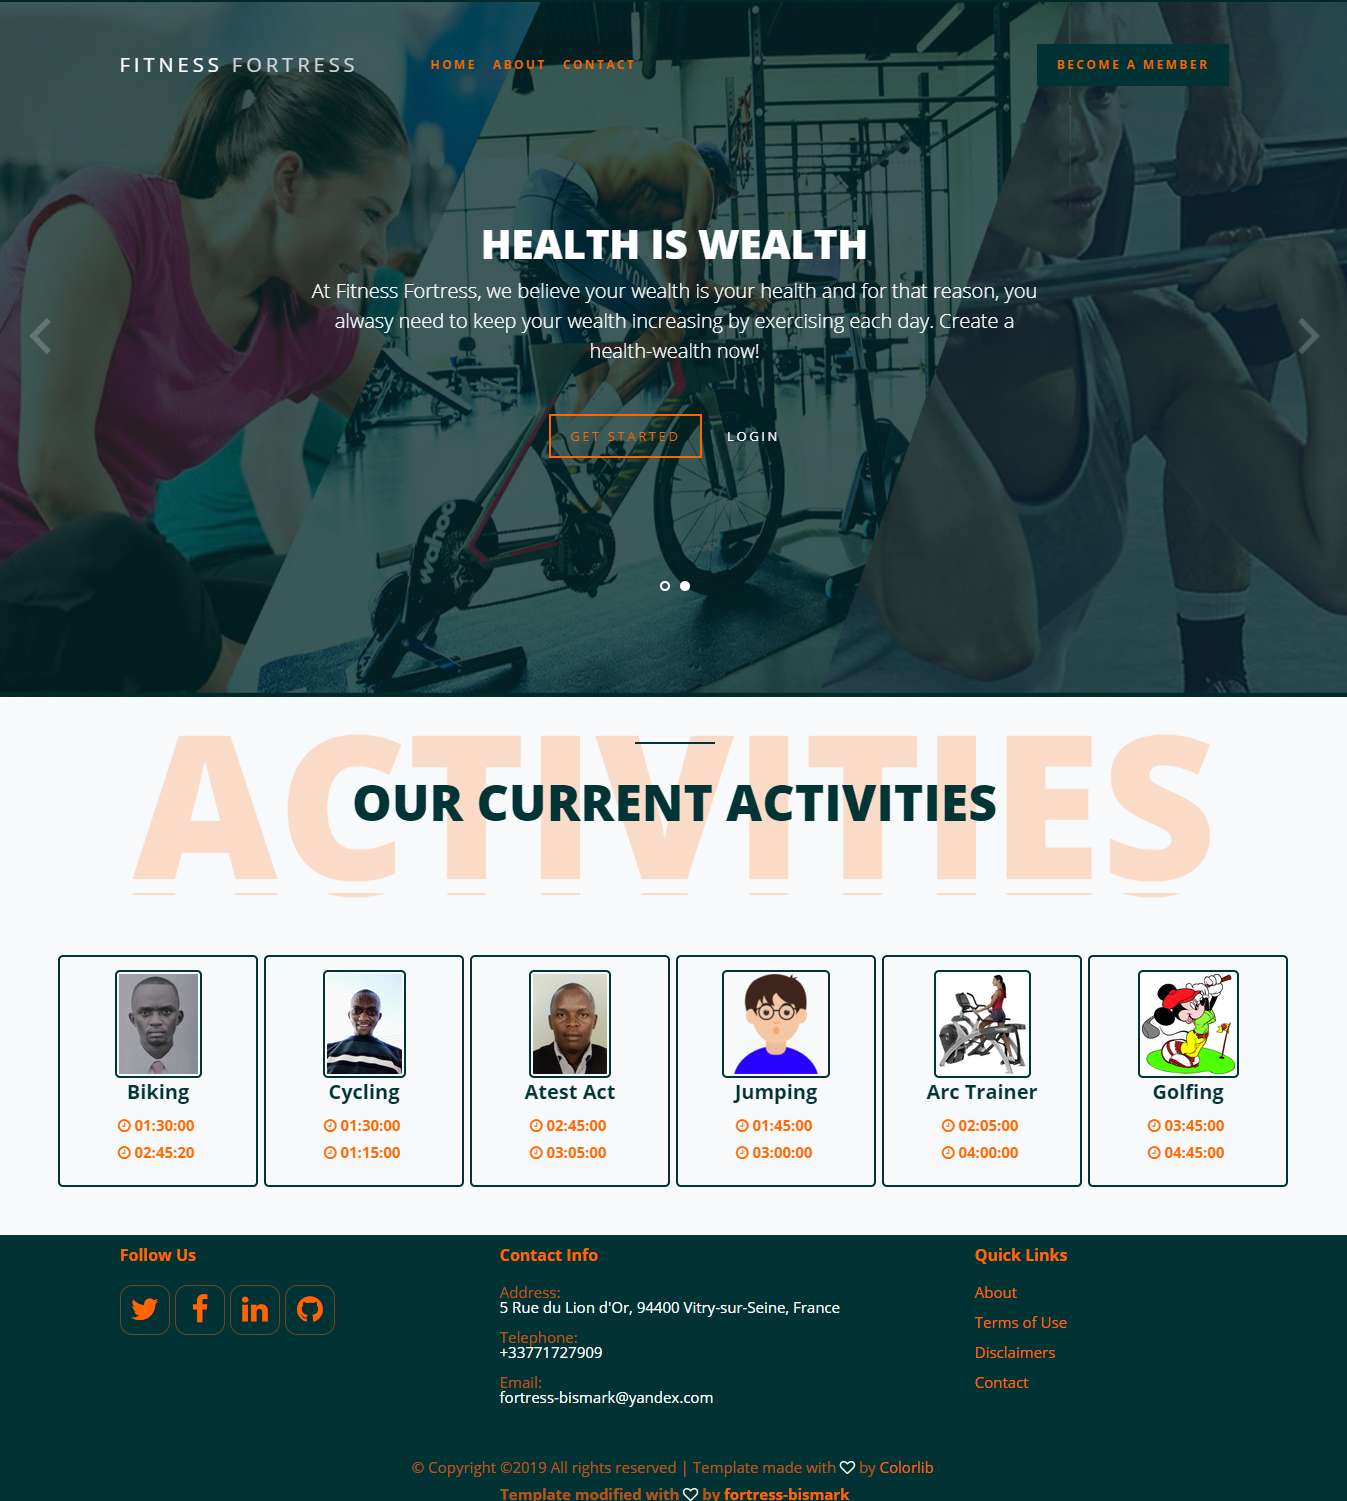 FITNESS FORTRESS
HOME ABOUT CONTACT
BECOME A MEMBER
HEALTH IS WEALTH
At Fitness Fortress, we believe your wealth is your health and for that reason, you
alwasy need to keep your wealth increasing by exercising each day. Create a
health-wealth now!
GET STARTED LOGIN
CANYON
wahoo
ACTIVITIES
OUR CURRENT ACTIVITIES
Biking
01:30:00
02:45:20
Cycling
01:30:00
01:15:00
Atest Act
02:45:00
03:05:00
Jumping
01:45:00
03:00:00
Arc Trainer
02:05:00
04:00:00
Golfing
03:45:00
04:45:00
Follow Us
Contact Info
Address:
5 Rue du Lion d'Or, 94400 Vitry-sur-Seine, France
Telephone:
+33771727909
Email:
fortress-bismark@yandex.com
Quick Links
About
Terms of Use
Disclaimers
Contact
© Copyright ©2019 All rights reserved | Template made with ♡ by Colorlib
Template modified with ♡ by fortress-bismark